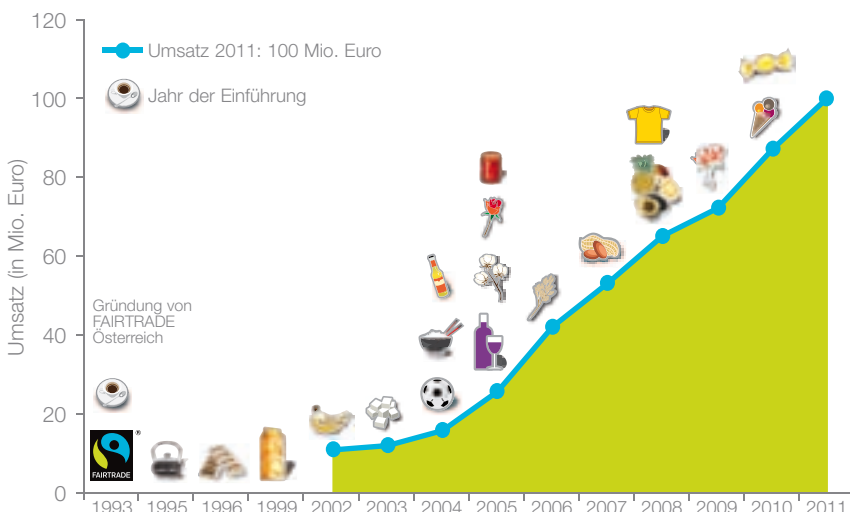 120
100
80
60
40
20
0
Umsatz (in Mio. Euro)
Umsatz 2011: 100 Mio. Euro
Jahr der Einführung
Gründung von
FAIRTRADE
Österreich
FAIRTRADE
®
1993 1995 1996 1999 2002 2003 2004 2005 2006 2007 2008 2009 2010 2011